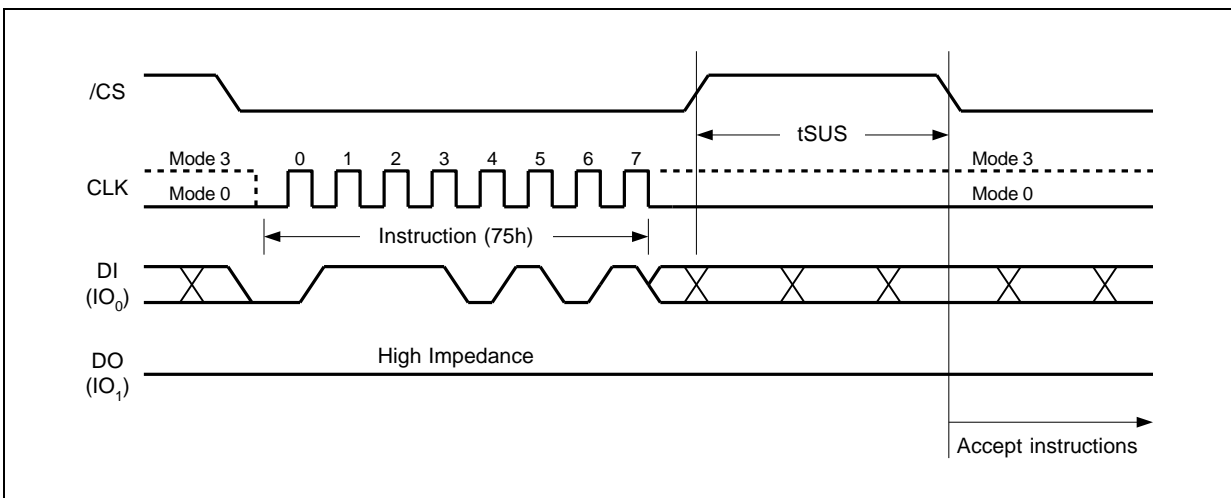 /CS
tSUS
Mode 3 0 1 2 3 4 5 6 7 Mode 3
CLK
Mode 0 Mode 0
Instruction (75h)
DI
(IO0)
High Impedance
DO
(IO1)
Accept instructions